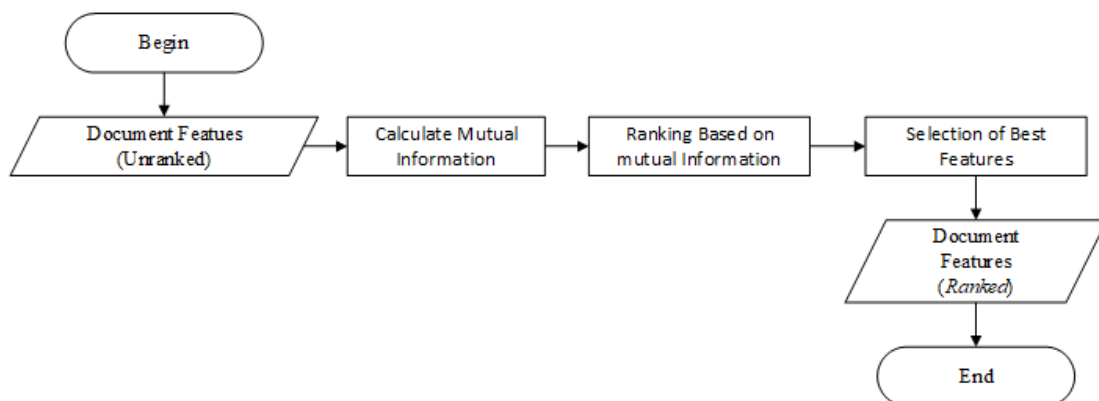 Begin
Document Featues
(Unranked)
Calculate Mutual
Information
Ranking Based on
mutual Information
Selection of Best
Features
Document
Features
(Ranked)
End